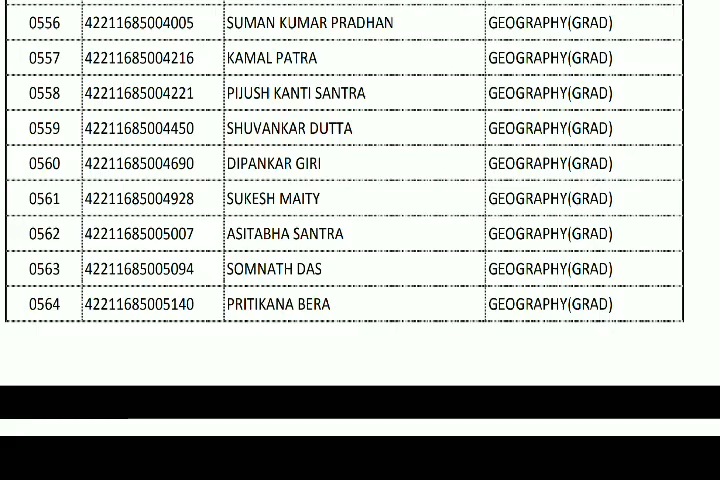 0556 42211685004005 SUMAN KUMAR PRADHAN GEOGRAPHY(GRAD)
0557 42211685004216 KAMAL PATRA GEOGRAPHY(GRAD)
0558 42211685004221 PIJUSH KANTI SANTRA GEOGRAPHY(GRAD)
0559 42211685004450 SHUVANKAR DUTTA GEOGRAPHY(GRAD)
0560 42211685004690 DIPANKAR GIRI GEOGRAPHY(GRAD)
0561 42211685004928 SUKESH MAITY GEOGRAPHY(GRAD)
0562 42211685005007 ASITABHA SANTRA GEOGRAPHY(GRAD)
0563 42211685005094 SOMNATH DAS GEOGRAPHY(GRAD)
0564 42211685005140 PRITIKANA BERA GEOGRAPHY(GRAD)